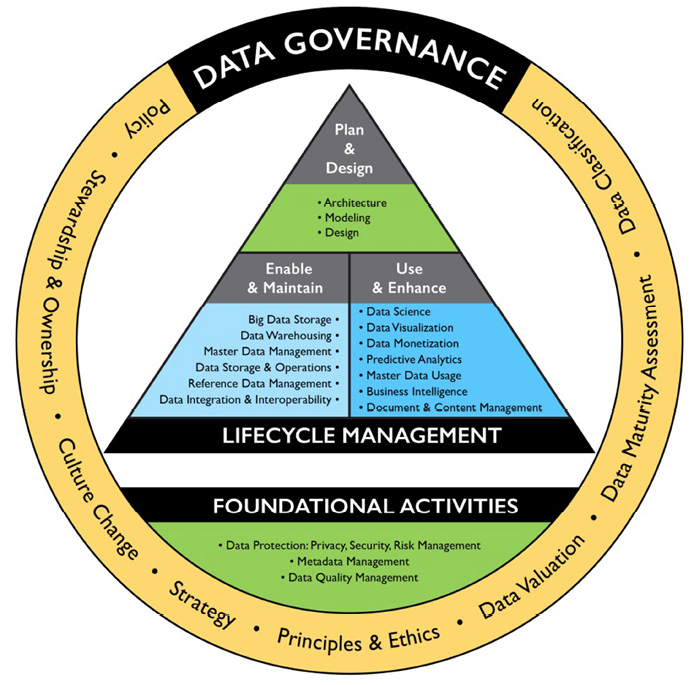 DATA GOVERNANCE
Policy • Stewardship & Ownership • Culture Change • Strategy • Principles & Ethics • Data Valuation • Data Maturity Assessment • Data Classification
Plan
&
Design
• Architecture
• Modeling
• Design
Enable
& Maintain
Big Data Storage •
Data Warehousing •
Master Data Management •
Data Storage & Operations •
Reference Data Management •
Data Integration & Interoperability •
Use
& Enhance
• Data Science
• Data Visualization
• Data Monetization
• Predictive Analytics
• Master Data Usage
• Business Intelligence
• Document & Content Management
LIFECYCLE MANAGEMENT
FOUNDATIONAL ACTIVITIES
• Data Protection: Privacy, Security, Risk Management
• Metadata Management
• Data Quality Management